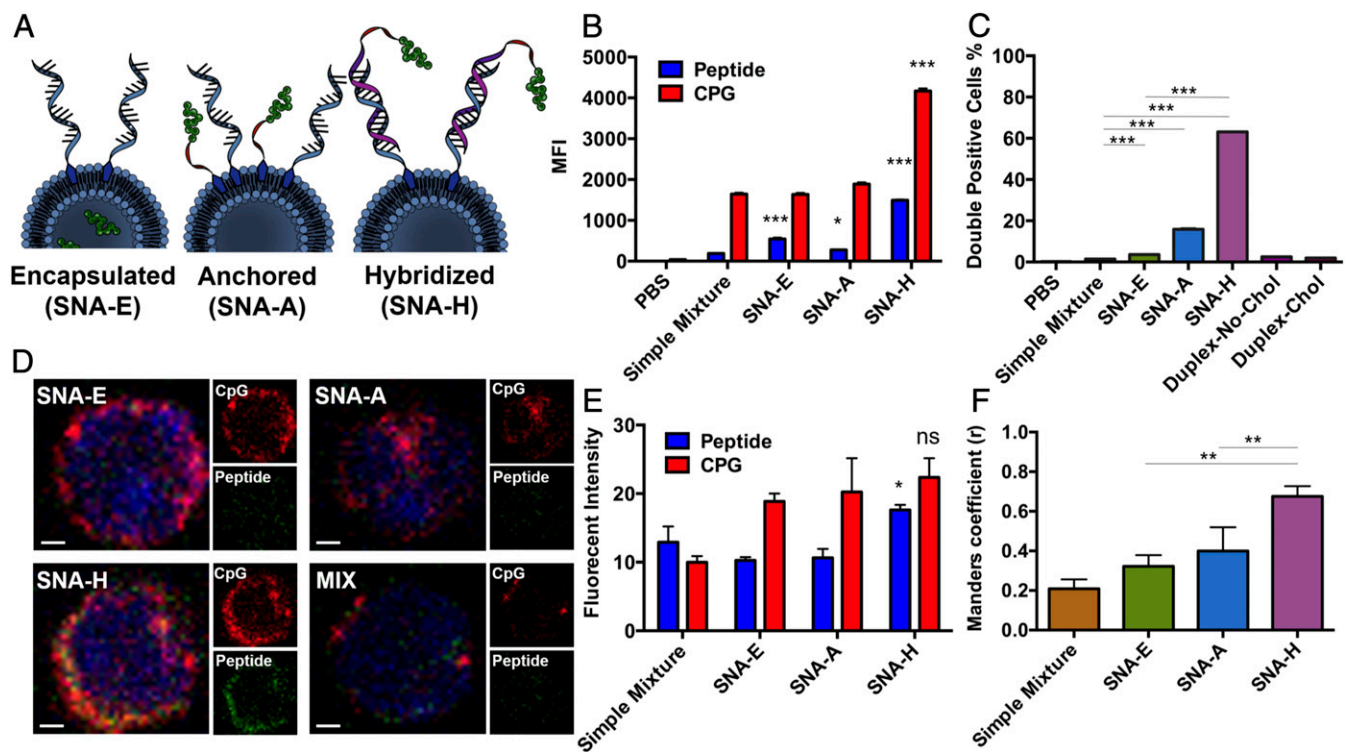 A
Encapsulated
(SNA-E)
Anchored
(SNA-A)
Hybridized
(SNA-H)
B
5000
4000
3000
2000
1000
0
MFI
Peptide
CPG
***
*
***
***
PBS
Simple Mixture
SNA-E
SNA-A
SNA-H
C
100
80
60
40
20
0
Double Positive Cells %
***
***
***
***
PBS
Simple Mixture
SNA-E
SNA-A
SNA-H
Duplex-No-Chol
Duplex-Chol
D
SNA-E
CpG
Peptide
SNA-A
CpG
Peptide
SNA-H
CpG
Peptide
MIX
CpG
Peptide
E
30
20
10
0
Fluorecent Intensity
Peptide
CPG
*
ns
Simple Mixture
SNA-E
SNA-A
SNA-H
F
1.0
0.8
0.6
0.4
0.2
0.0
Manders coefficient (r)
**
**
Simple Mixture
SNA-E
SNA-A
SNA-H